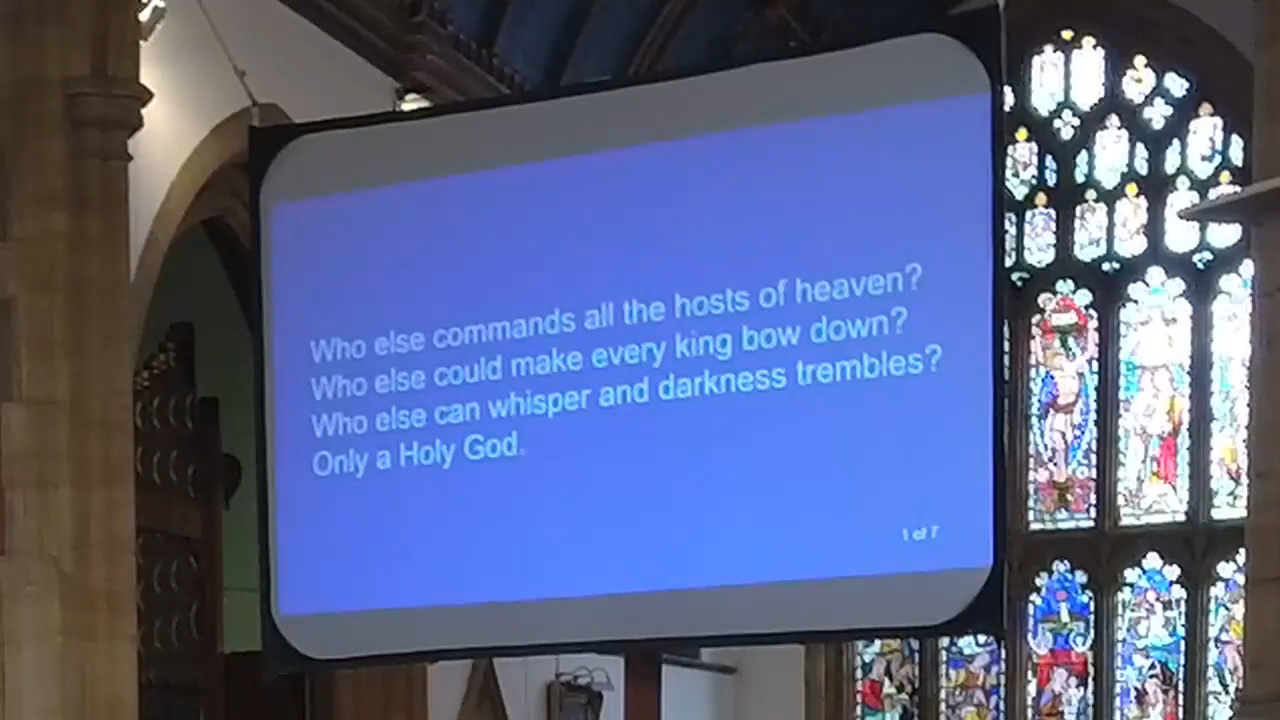 Who else commands all the hosts of heaven?
Who else could make every king bow down?
Who else can whisper and darkness trembles?
Only a Holy God.
1 of 7